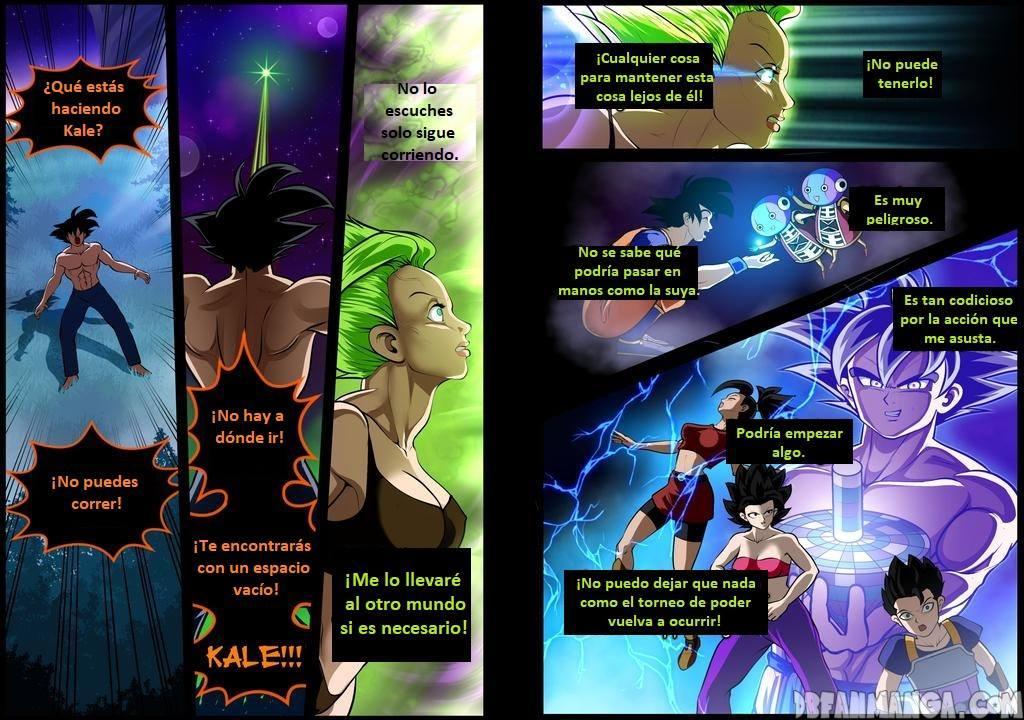 ¿Qué estás
haciendo
Kale?
¡No puedes
correr!
¡No hay a
dónde ir!
¡Te encontrarás
con un espacio
vacío!
KALE!!!
No lo
escuches
solo sigue
corriendo.
¡Me lo llevaré
al otro mundo
si es necesario!
¡Cualquier cosa
para mantener esta
cosa lejos de él!
¡No puede
tenerlo!
Es muy
peligroso.
No se sabe qué
podría pasar en
manos como la suya.
Es tan codicioso
por la acción que
me asusta.
Podría empezar
algo.
¡No puedo dejar que nada
como el torneo de poder
vuelva a ocurrir!
DBFANMANGA.COM